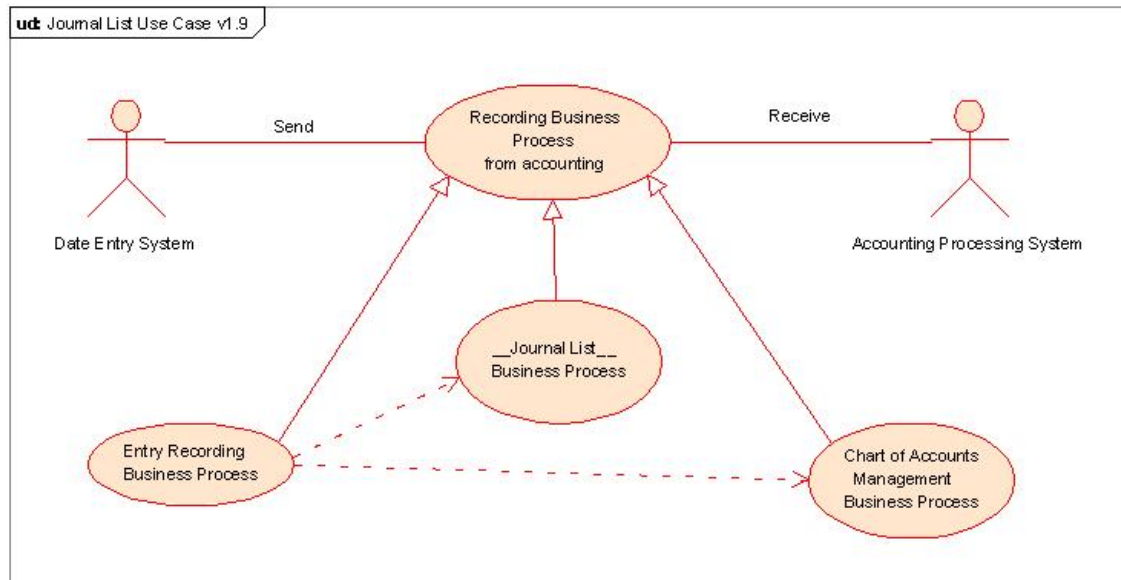 uct Journal List Use Case v1.9
Recording Business
Process
from accounting
Send
Receive
Date Entry System
Accounting Processing System
__Journal List__
Business Process
Entry Recording
Business Process
Chart of Accounts
Management
Business Process